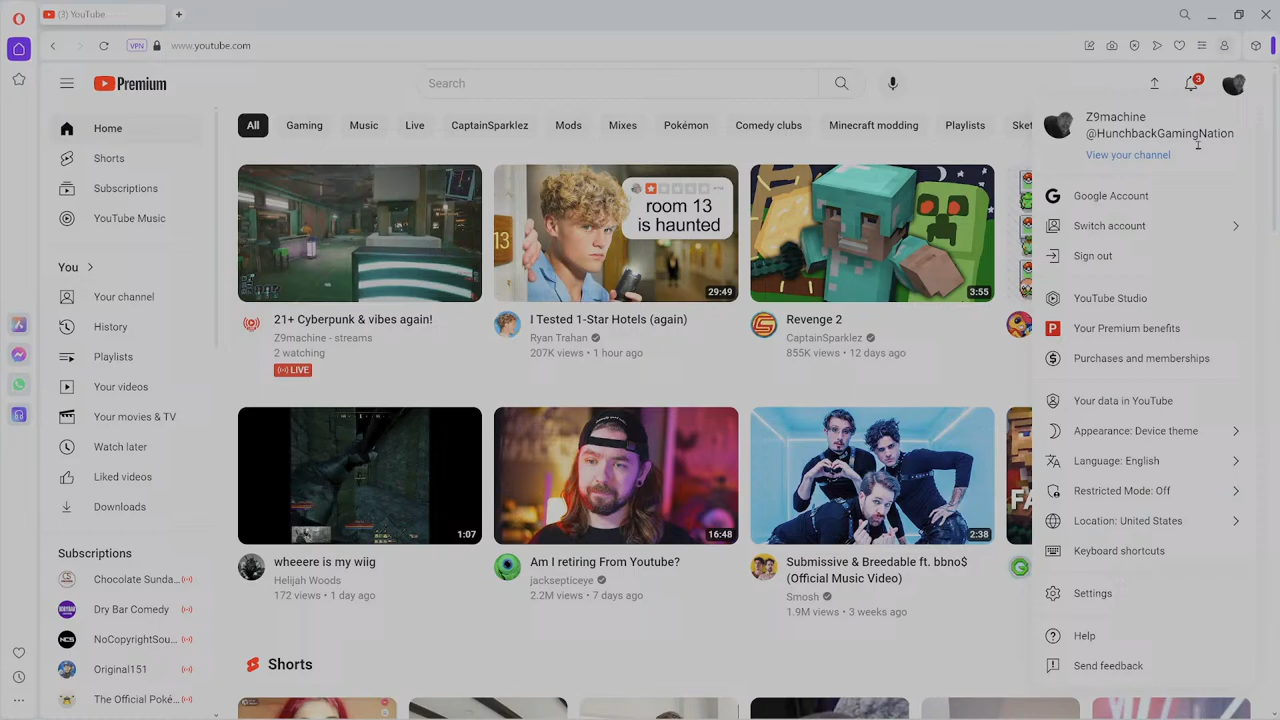 (3) YouTube
VPN
www.youtube.com
Premium
Search
3
All
Gaming
Music
Live
CaptainSparklez
Mods
Mixes
Pokémon
Comedy clubs
Minecraft modding
Playlists
Sket
Home
Shorts
Subscriptions
YouTube Music
You
Your channel
History
Playlists
Your videos
Your movies & TV
Watch later
Liked videos
Downloads
Subscriptions
Chocolate Sunda...
Dry Bar Comedy
NoCopyrightSou...
Original151
The Official Poké...
21+ Cyberpunk & vibes again!
Z9machine - streams
2 watching
LIVE
13
room 13
is haunted
29:49
I Tested 1-Star Hotels (again)
Ryan Trahan
207K views • 1 hour ago
3:55
Revenge 2
CaptainSparklez
855K views • 12 days ago
1:07
wheeere is my wiig
Helijah Woods
172 views • 1 day ago
16:48
Am I retiring From Youtube?
jacksepticeye
2.2M views • 7 days ago
2:38
Submissive & Breedable ft. bbno$
(Official Music Video)
Smosh
1.9M views • 3 weeks ago
FA
Shorts
Z9machine
@HunchbackGamingNation
View your channel
Google Account
Switch account
Sign out
YouTube Studio
Your Premium benefits
Purchases and memberships
Your data in YouTube
Appearance: Device theme
Language: English
Restricted Mode: Off
Location: United States
Keyboard shortcuts
Settings
Help
Send feedback